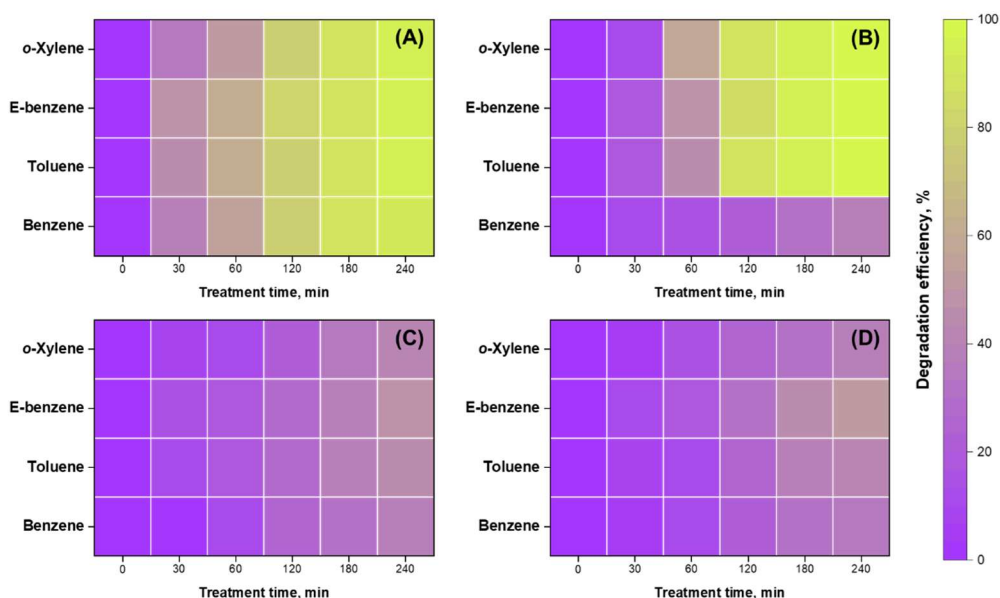 (A)
o-Xylene
E-benzene
Toluene
Benzene
0 30 60 120 180 240
Treatment time, min
(B)
o-Xylene
E-benzene
Toluene
Benzene
0 30 60 120 180 240
Treatment time, min
(C)
o-Xylene
E-benzene
Toluene
Benzene
0 30 60 120 180 240
Treatment time, min
(D)
o-Xylene
E-benzene
Toluene
Benzene
0 30 60 120 180 240
Treatment time, min
Degradation efficiency, %
100
80
60
40
20
0